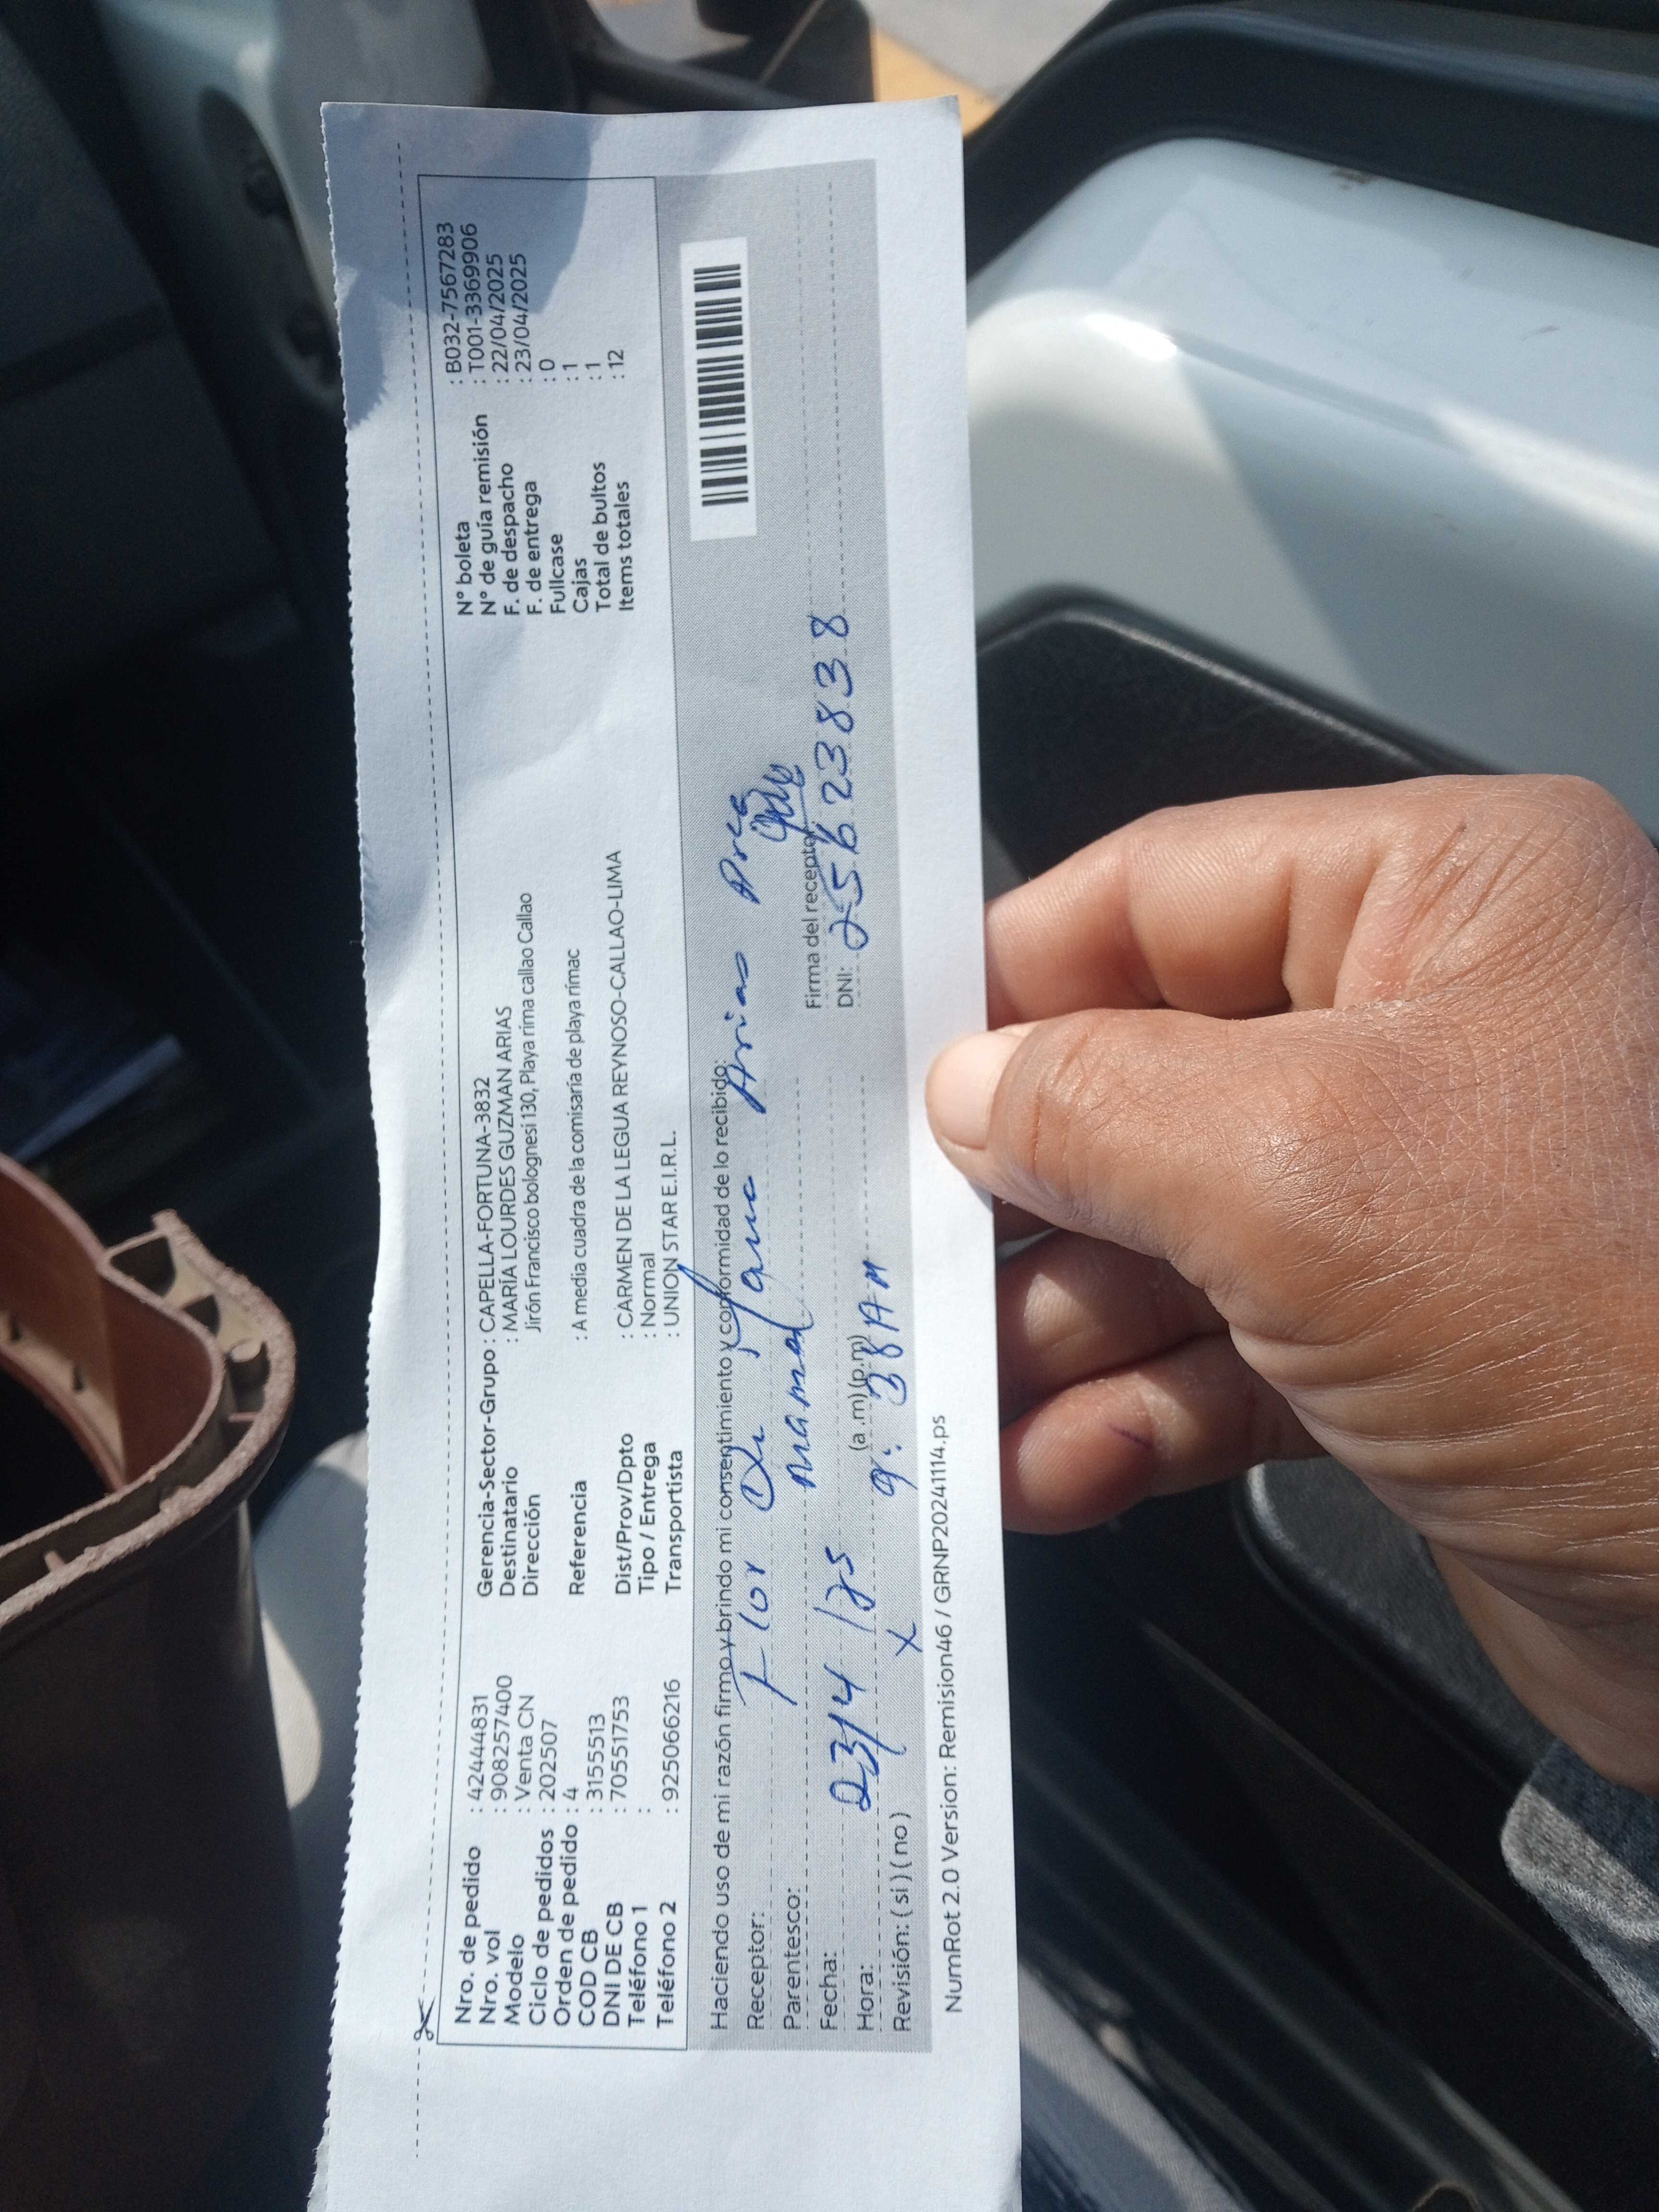 Nro. de pedido : 42444831
Nro. vol : 908257400
Modelo : Venta CN
Ciclo de pedidos : 202507
Orden de pedido : 4
COD CB : 3155513
DNI DE CB : 70551753
Teléfono 1 :
Teléfono 2 : 925066216
Gerencia-Sector-Grupo : CAPELLA-FORTUNA-3832
Destinatario : MARÍA LOURDES GUZMAN ARIAS
Dirección Jirón Francisco bolognesi 130, Playa ríma callao Callao
Referencia : A media cuadra de la comisaría de playa rímac
Dist/Prov/Dpto : CARMEN DE LA LEGUA REYNOSO-CALLAO-LIMA
Tipo / Entrega : Normal
Transportista : UNION STAR E.I.R.L.
N° boleta : B032-7567283
N° de guía remisión : T001-3369906
F. de despacho : 22/04/2025
F. de entrega : 23/04/2025
Fullcase : 0
Cajas : 1
Total de bultos : 1
Items totales : 12
Haciendo uso de mi razón firmo y brindo mi consentimiento y conformidad de lo recibido:
Receptor: Flor De Arias
Parentesco: mamá
Firma del receptor:
Fecha: 23/4/25
DNI: 25623838
Hora: 9:38 AM (a.m) (p.m)
Revisión: ( si ) ( no ) X
NumRot 2.0 Version: Remision46 / GRNP20241114.ps